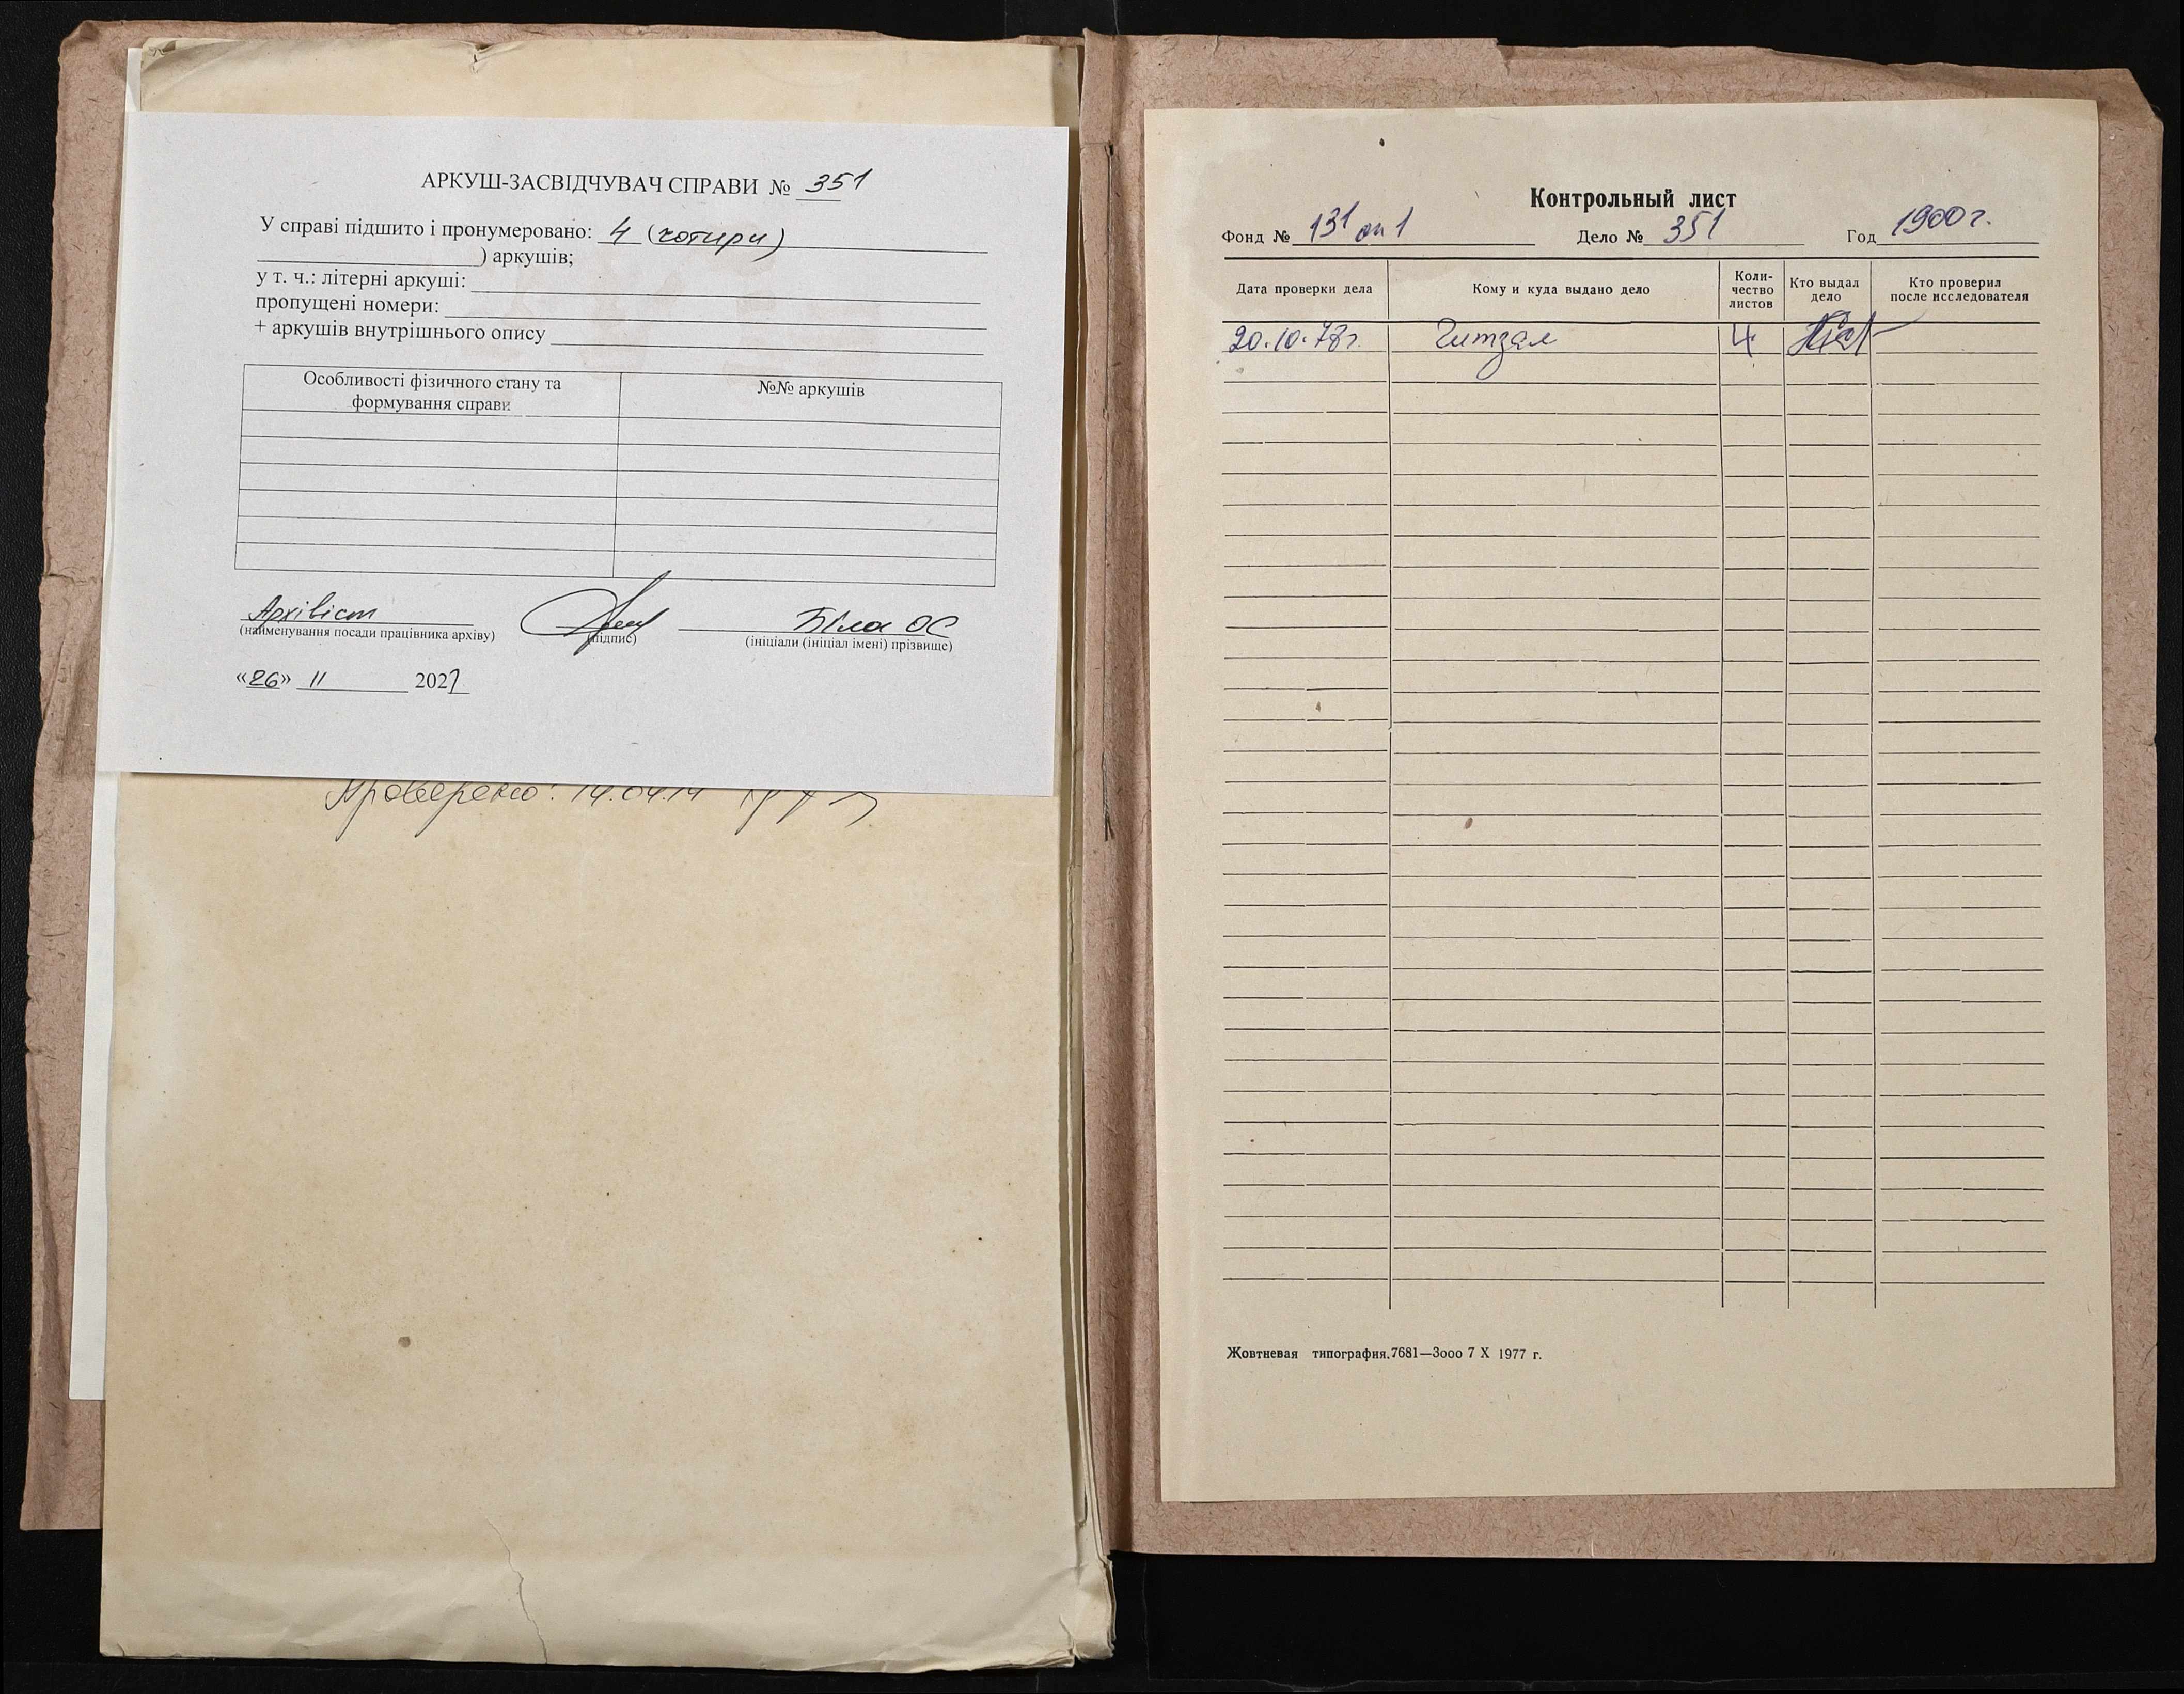 АРКУШ-ЗАСВІДЧУВАЧ СПРАВИ № 351
У справі підшито і пронумеровано: 4 (чотири)
) аркушів;
у т. ч.: літерні аркуші:
пропущені номери:
+ аркушів внутрішнього опису
Особливості фізичного стану та формування справи
№№ аркушів
Архівіст
Біла ОС
(найменування посади працівника архіву)
(підпис)
(ініціали (ініціал імені) прізвище)
«26» 11 2021
Проверено: 14.04.14
Контрольный лист
Фонд № 131 оп 1 Дело № 351 Год 1900 г.
Дата проверки дела
Кому и куда выдано дело
Количество листов
Кто выдал дело
Кто проверил после исследователя
20.10.78г. Читзал 4
Жовтневая типография. 7681—3000 7 X 1977 г.